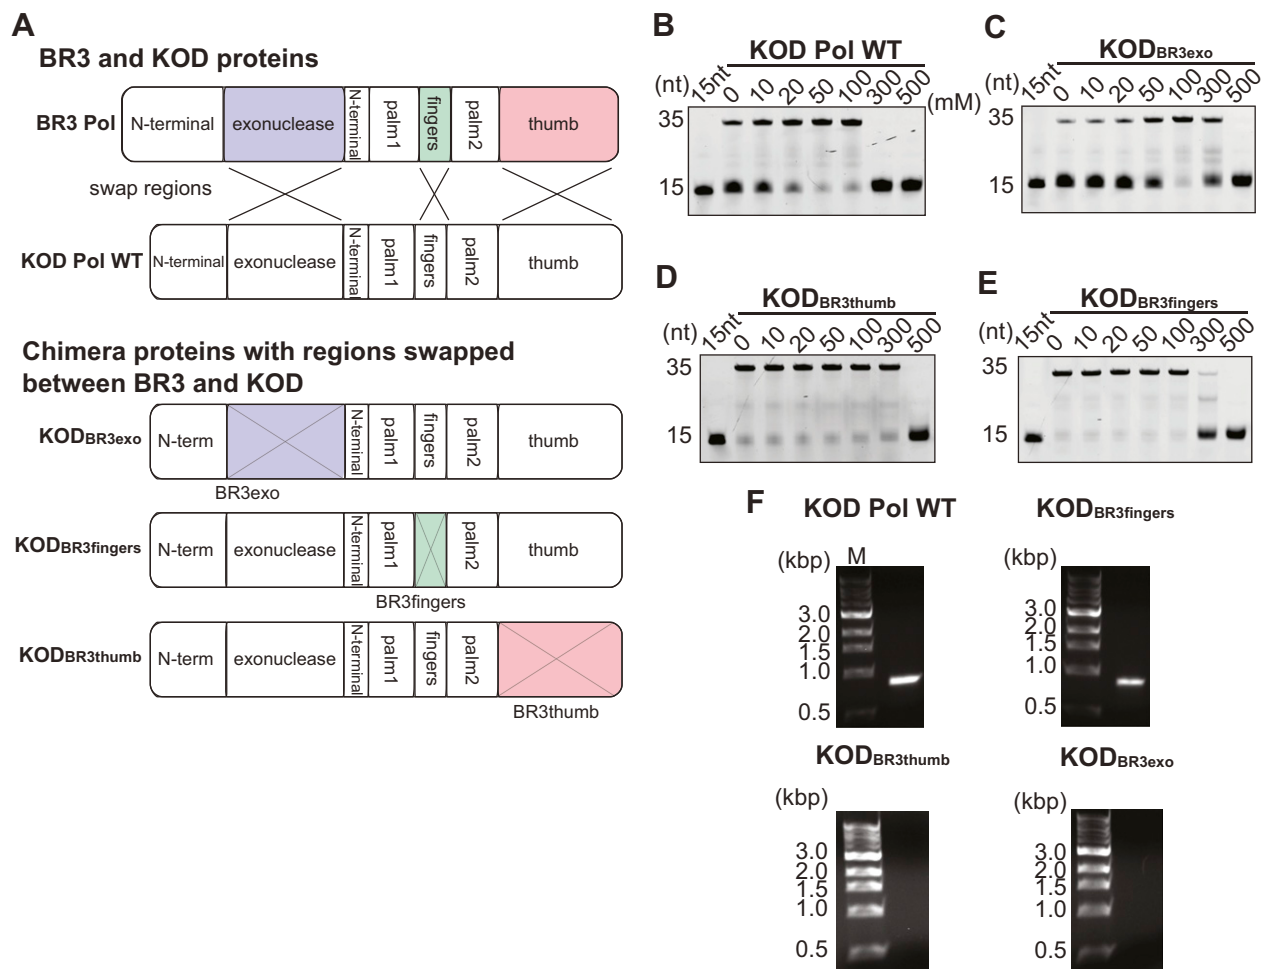 A
BR3 and KOD proteins
BR3 Pol
N-terminal
exonuclease
N-terminal
palm1
fingers
palm2
thumb
swap regions
KOD Pol WT
N-terminal
exonuclease
N-terminal
palm1
fingers
palm2
thumb
Chimera proteins with regions swapped
between BR3 and KOD
KODBR3exo
N-term
N-terminal
palm1
fingers
palm2
thumb
BR3exo
KODBR3fingers
N-term
exonuclease
N-terminal
palm1
palm2
thumb
BR3fingers
KODBR3thumb
N-term
exonuclease
N-terminal
palm1
fingers
palm2
BR3thumb
B
KOD Pol WT
(nt) 15nt 0 10 20 50 100 300 500 (mM)
35
15
C
KODBR3exo
(nt) 15nt 0 10 20 50 100 300 500
35
15
D
KODBR3thumb
(nt) 15nt 0 10 20 50 100 300 500
35
15
E
KODBR3fingers
(nt) 15nt 0 10 20 50 100 300 500
35
15
F
KOD Pol WT
(kbp) M
3.0
2.0
1.5
1.0
0.5
KODBR3fingers
(kbp)
3.0
2.0
1.5
1.0
0.5
KODBR3thumb
(kbp)
3.0
2.0
1.5
1.0
0.5
KODBR3exo
(kbp)
3.0
2.0
1.5
1.0
0.5